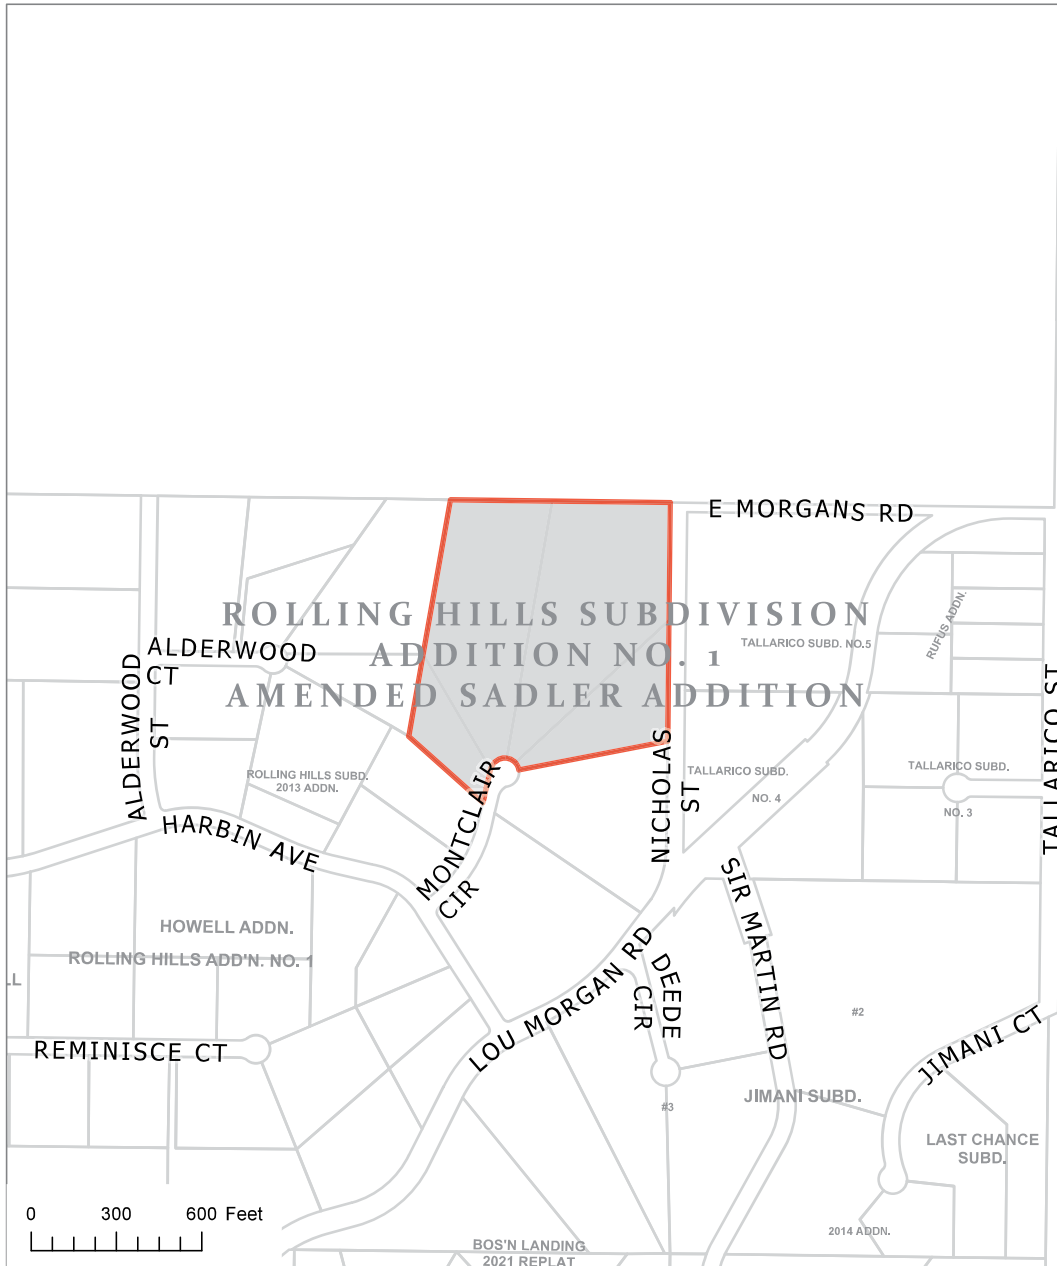 E MORGANS RD
ROLLING HILLS SUBDIVISION
ADDITION NO. 1
AMENDED SADLER ADDITION
RUFUS ADDN.
TALLARICO SUBD. NO.5
ALDERWOOD
CT
ALDERWOOD
ST
TALLARICO ST
NICHOLAS
ST
TALLARICO SUBD.
NO. 4
TALLARICO SUBD.
NO. 3
ROLLING HILLS SUBD.
2013 ADDN.
MONTCLAIR
CIR
HARBIN AVE
SIR MARTIN RD
HOWELL ADDN.
ROLLING HILLS ADD'N. NO. 1
LL
LOU MORGAN RD
DEEDE
CIR
#2
JIMANI CT
REMINISCE CT
#3
JIMANI SUBD.
LAST CHANCE
SUBD.
0 300 600 Feet
2014 ADDN.
BOS'N LANDING
2021 REPLAT